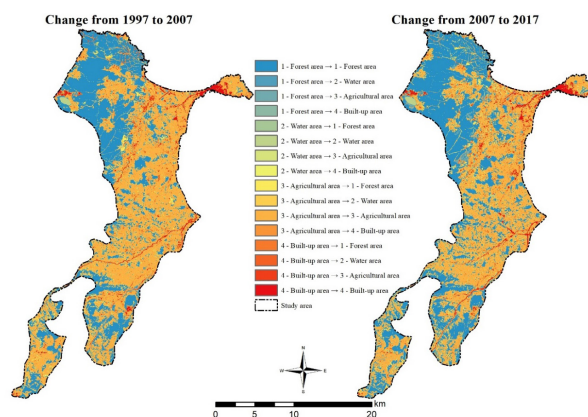 Change from 1997 to 2007
Change from 2007 to 2017
1 - Forest area → 1 - Forest area
1 - Forest area → 2 - Water area
1 - Forest area → 3 - Agricultural area
1 - Forest area → 4 - Built-up area
2 - Water area → 1 - Forest area
2 - Water area → 2 - Water area
2 - Water area → 3 - Agricultural area
2 - Water area → 4 - Built-up area
3 - Agricultural area → 1 - Forest area
3 - Agricultural area → 2 - Water area
3 - Agricultural area → 3 - Agricultural area
3 - Agricultural area → 4 - Built-up area
4 - Built-up area → 1 - Forest area
4 - Built-up area → 2 - Water area
4 - Built-up area → 3 - Agricultural area
4 - Built-up area → 4 - Built-up area
Study area
N
W E
S
km
0 5 10 20